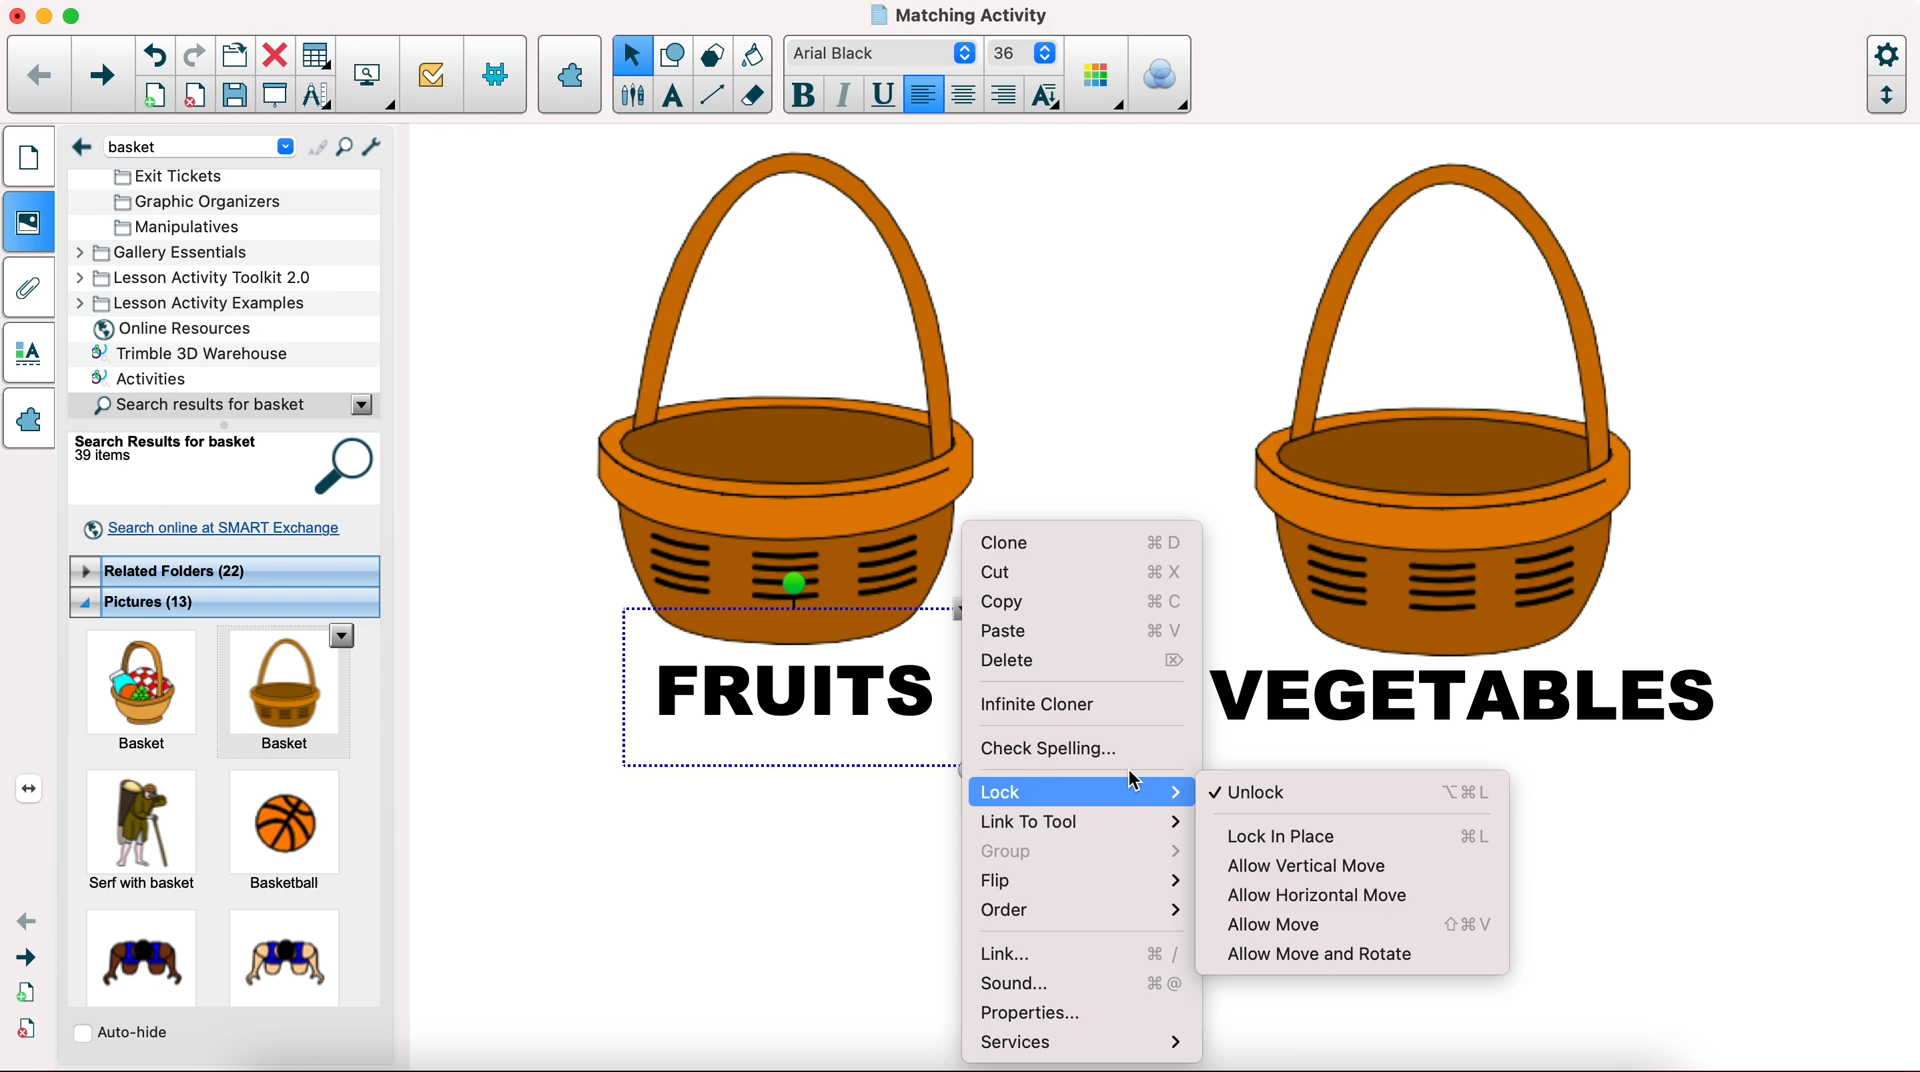 Matching Activity
Arial Black
36
B I U
basket
Exit Tickets
Graphic Organizers
Manipulatives
Gallery Essentials
Lesson Activity Toolkit 2.0
Lesson Activity Examples
Online Resources
Trimble 3D Warehouse
Activities
Search results for basket
Search Results for basket
39 items
Search online at SMART Exchange
Related Folders (22)
Pictures (13)
Basket
Basket
Serf with basket
Basketball
Auto-hide
FRUITS
VEGETABLES
Clone ⌘ D
Cut ⌘ X
Copy ⌘ C
Paste ⌘ V
Delete ⌦
Infinite Cloner
Check Spelling...
Lock
Link To Tool
Group
Flip
Order
Link... ⌘ /
Sound... ⌘ @
Properties...
Services
✓ Unlock ⌥⌘L
Lock In Place ⌘L
Allow Vertical Move
Allow Horizontal Move
Allow Move ⇧⌘V
Allow Move and Rotate